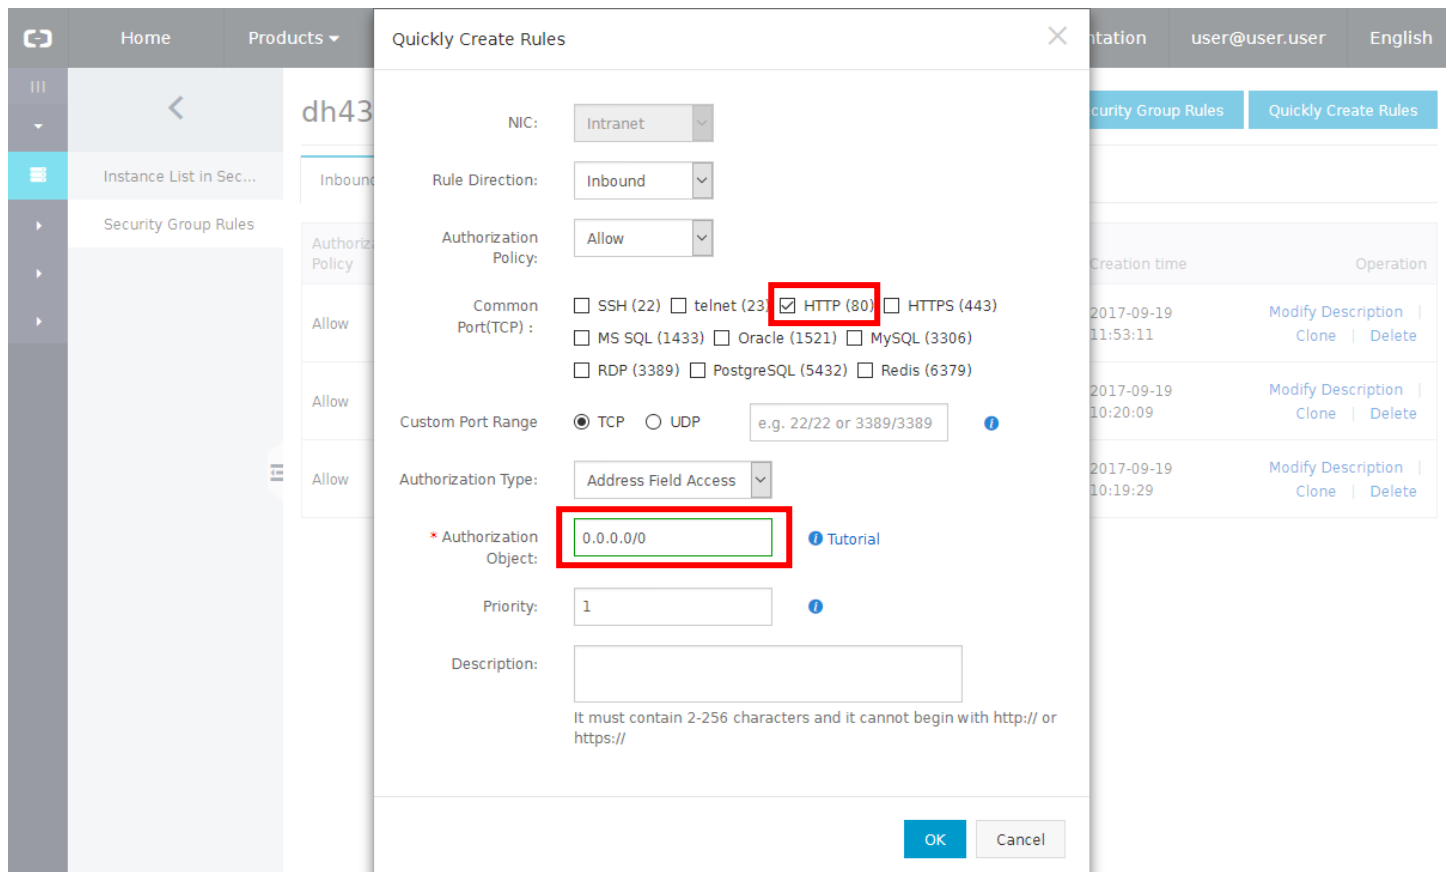 Home
Products
Quickly Create Rules
user@user.user
English
dh43
Quickly Create Rules
Instance List in Sec...
Security Group Rules
Group Rules
Policy
Creation time
Operation
Allow
2017-09-19
11:53:11
Modify Description |
Clone | Delete
Allow
2017-09-19
10:20:09
Modify Description |
Clone | Delete
Allow
2017-09-19
10:19:29
Modify Description |
Clone | Delete
NIC:
Intranet
Rule Direction:
Inbound
Authorization
Policy:
Allow
Common
Port(TCP) :
SSH (22) telnet (23) HTTP (80) HTTPS (443)
MS SQL (1433) Oracle (1521) MySQL (3306)
RDP (3389) PostgreSQL (5432) Redis (6379)
Custom Port Range
TCP UDP e.g. 22/22 or 3389/3389
Authorization Type:
Address Field Access
* Authorization
Object:
0.0.0.0/0
Tutorial
Priority:
1
Description:
It must contain 2-256 characters and it cannot begin with http:// or
https://
OK
Cancel